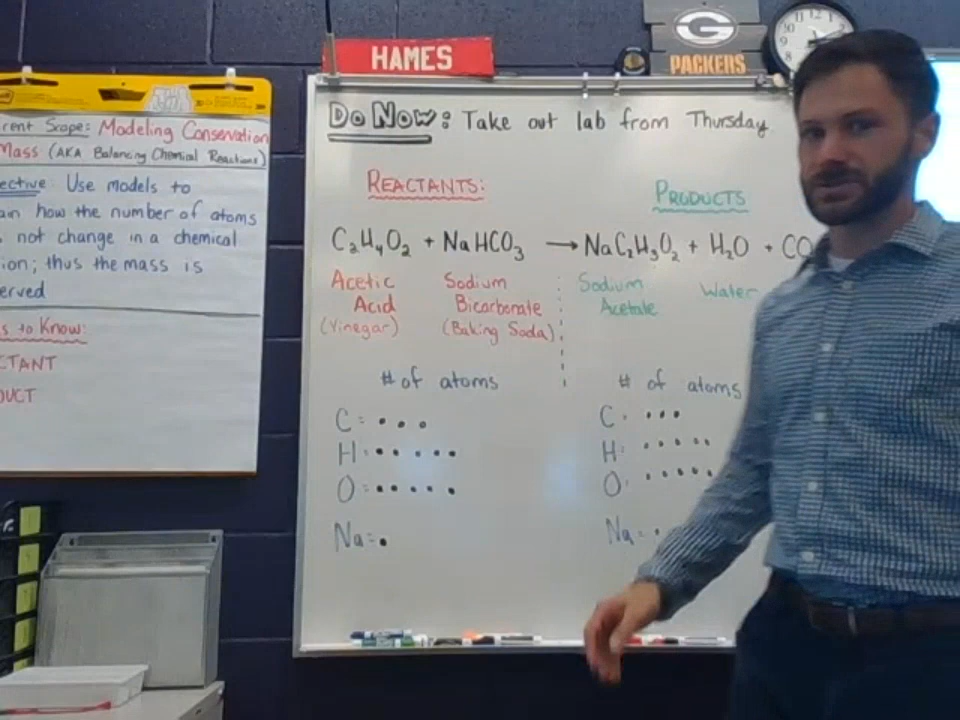 HAMES
G
PACKERS
rent Scope: Modeling Conservation
Mass (AKA Balancing Chemical Reactions)
ective: Use models to
ain how the number of atoms
not change in a chemical
ion; thus the mass is
erved
s to Know:
CTANT
DUCT
Do Now: Take out lab from Thursday
REACTANTS:
PRODUCTS
C₂H₄O₂ + NaHCO₃ → NaC₂H₃O₂ + H₂O + CO
Acetic Sodium Sodium Water
Acid Bicarbonate Acetate
(Vinegar) (Baking Soda)
# of atoms # of atoms
C = • • • C = • • •
H = • • • • • H = • • • • •
O = • • • • • O = • • • • •
Na = • Na = •